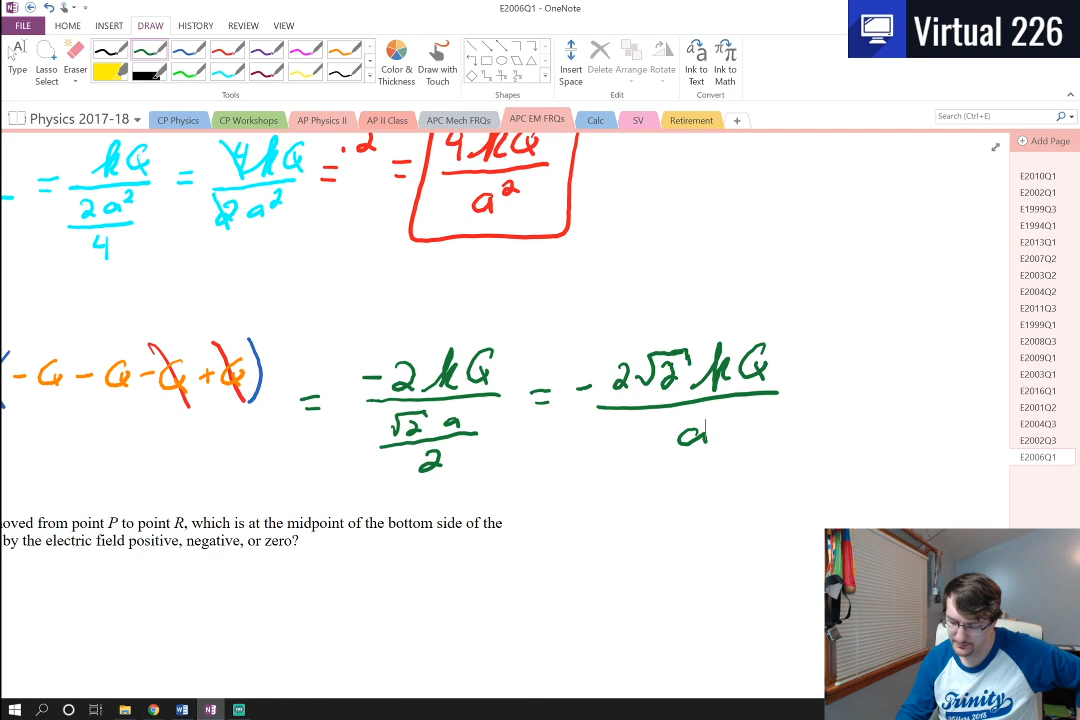 E2006Q1 - OneNote
Virtual 226
FILE HOME INSERT DRAW HISTORY REVIEW VIEW
Type Lasso Select Eraser Color & Thickness Draw with Touch Insert Space Delete Arrange Rotate Ink to Text Ink to Math
Tools Shapes Edit Convert
Physics 2017-18 CP Physics CP Workshops AP Physics II AP II Class APC Mech FRQs APC EM FRQs Calc SV Retirement +
Search (Ctrl+E)
Add Page
E2010Q1
E2002Q1
E1999Q3
E1994Q1
E2013Q1
E2007Q2
E2003Q2
E2004Q2
E2011Q3
E1999Q1
E2008Q3
E2009Q1
E2003Q1
E2016Q1
E2001Q2
E2004Q3
E2002Q3
E2006Q1
= kQ / (2a² / 4) = 4kQ / 2a² = · 2 = 4kQ / a²
- Q - Q - Q + Q) = -2kQ / (√2 a / 2) = - 2√2 kQ / a
oved from point P to point R, which is at the midpoint of the bottom side of the
by the electric field positive, negative, or zero?
Trinity